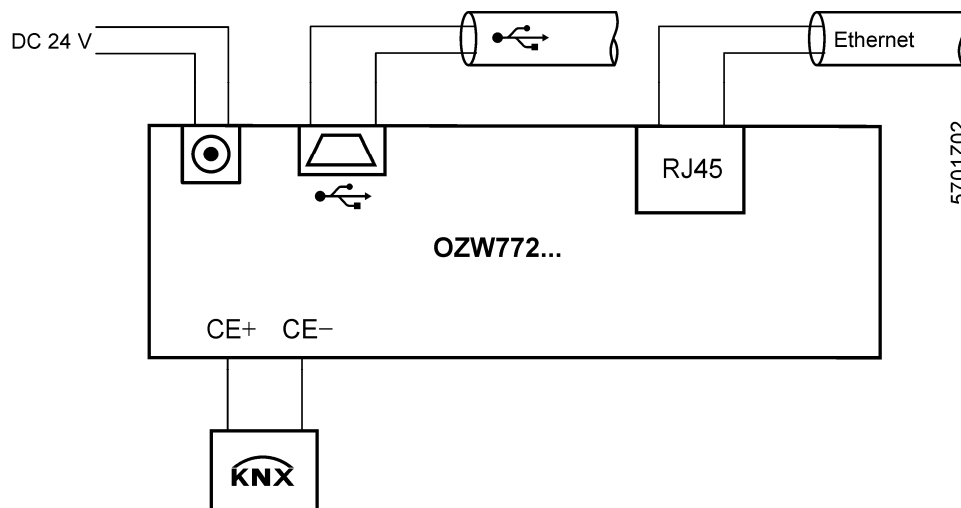 DC 24 V
Ethernet
RJ45
5701Z02
OZW772...
CE+ CE−
KNX